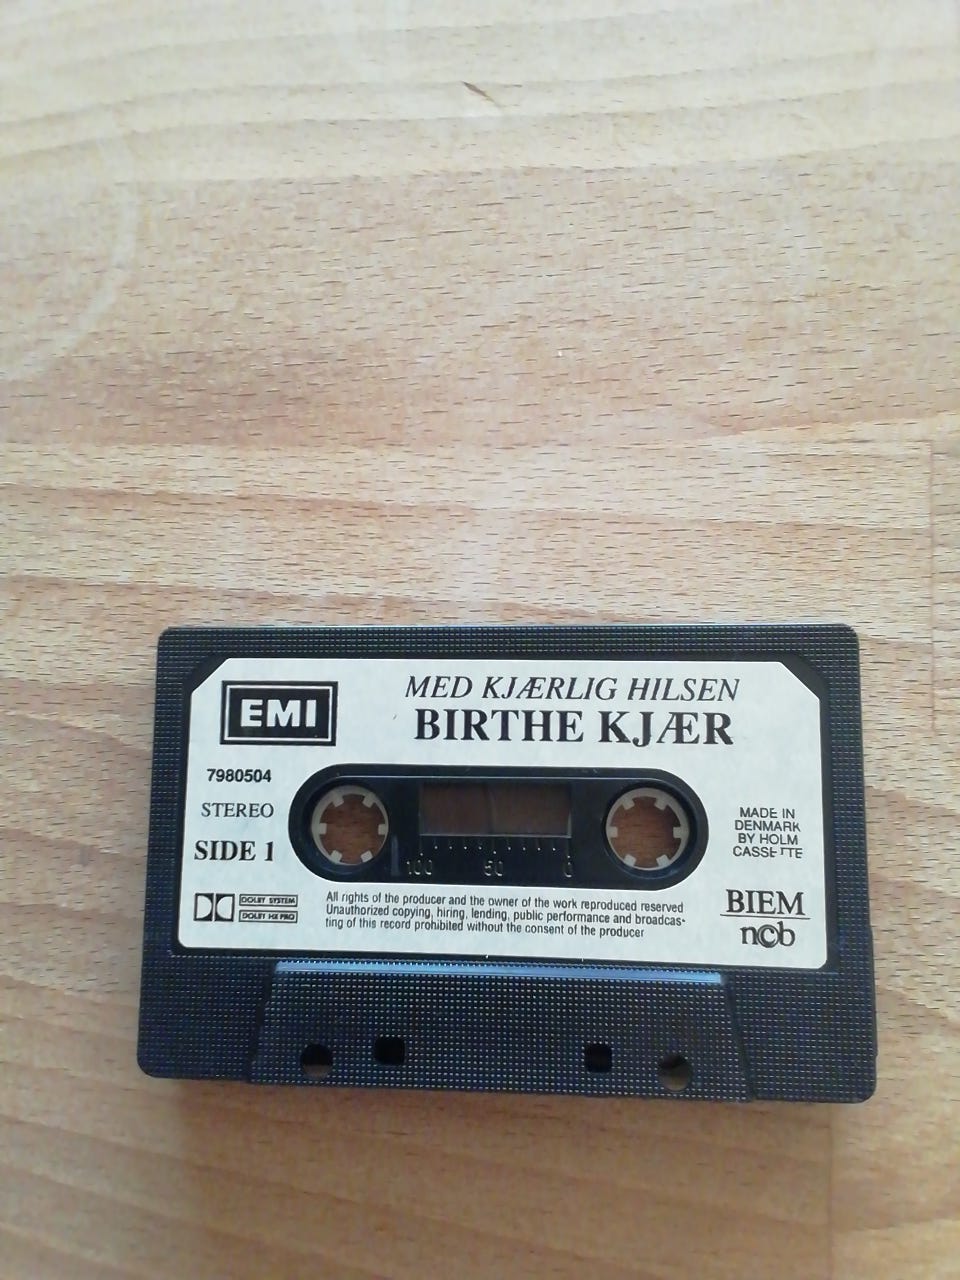 EMI
MED KJÆRLIG HILSEN
BIRTHE KJÆR
7980504
STEREO
SIDE 1
100 50 0
MADE IN
DENMARK
BY HOLM
CASSETTE
DOLBY SYSTEM
DOLBY HX PRO
All rights of the producer and the owner of the work reproduced reserved
Unauthorized copying, hiring, lending, public performance and broadcas-
ting of this record prohibited without the consent of the producer
BIEM
ncb